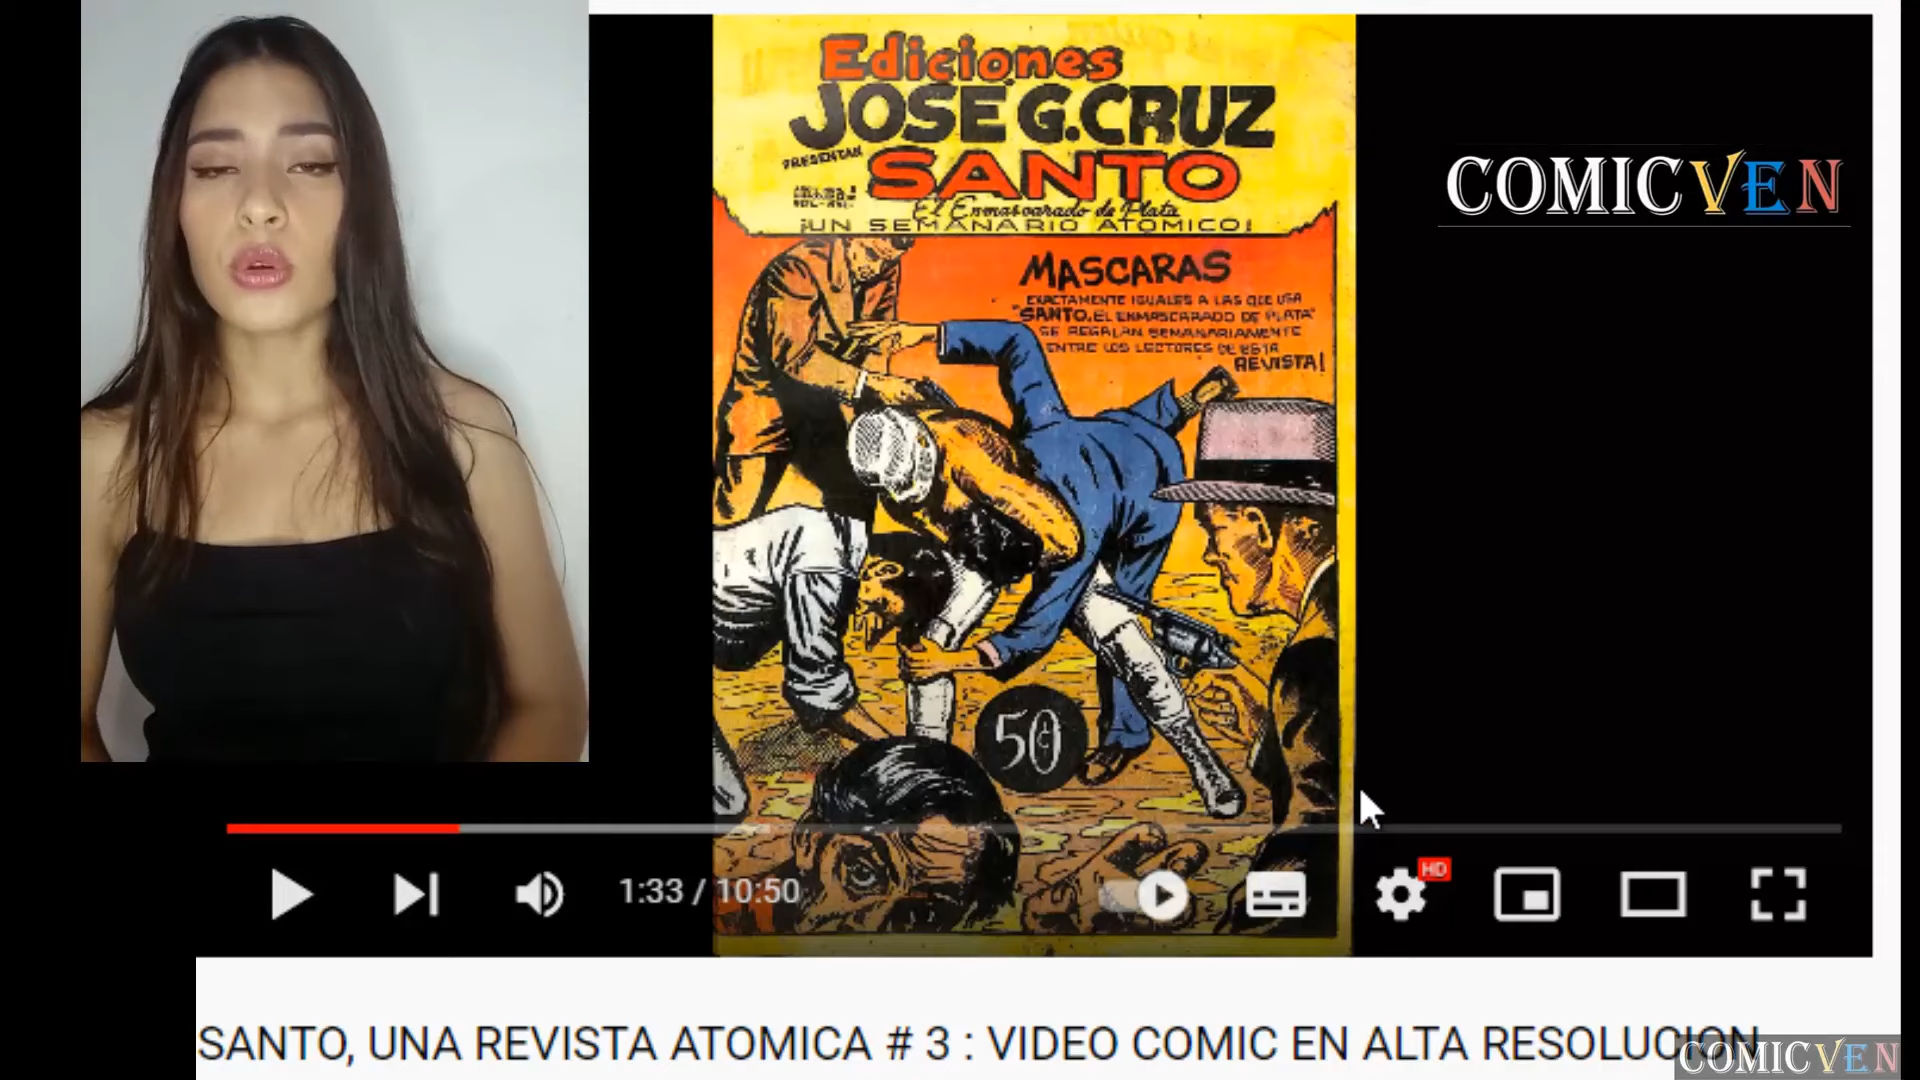 Ediciones
JOSE G. CRUZ
PRESENTAN
SANTO
El Enmascarado de Plata
¡UN SEMANARIO ATOMICO!
MASCARAS
EXACTAMENTE IGUALES A LAS QUE USA
"SANTO, EL ENMASCARADO DE PLATA"
SE REGALAN SEMANARIAMENTE
ENTRE LOS LECTORES DE ESTA
REVISTA!
50¢
COMICVEN
1:33 / 10:50
HD
SANTO, UNA REVISTA ATOMICA # 3 : VIDEO COMIC EN ALTA RESOLUCION
COMICVEN